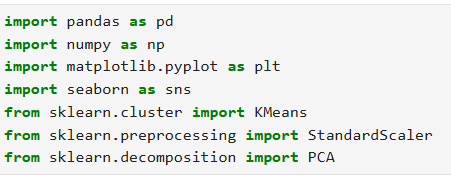 import pandas as pd
import numpy as np
import matplotlib.pyplot as plt
import seaborn as sns
from sklearn.cluster import KMeans
from sklearn.preprocessing import StandardScaler
from sklearn.decomposition import PCA